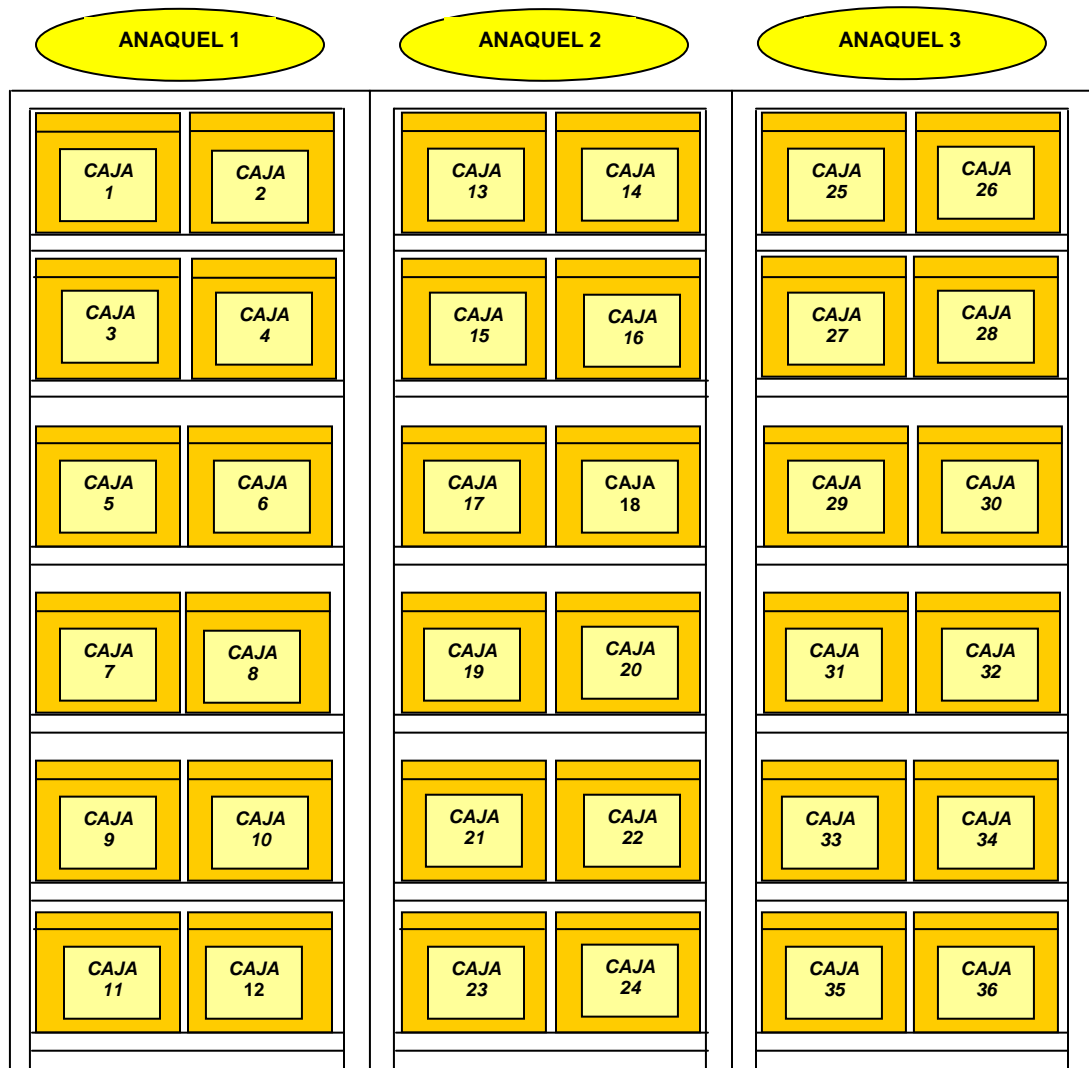 ANAQUEL 1
ANAQUEL 2
ANAQUEL 3
CAJA
1
CAJA
2
CAJA
13
CAJA
14
CAJA
25
CAJA
26
CAJA
3
CAJA
4
CAJA
15
CAJA
16
CAJA
27
CAJA
28
CAJA
5
CAJA
6
CAJA
17
CAJA
18
CAJA
29
CAJA
30
CAJA
7
CAJA
8
CAJA
19
CAJA
20
CAJA
31
CAJA
32
CAJA
9
CAJA
10
CAJA
21
CAJA
22
CAJA
33
CAJA
34
CAJA
11
CAJA
12
CAJA
23
CAJA
24
CAJA
35
CAJA
36